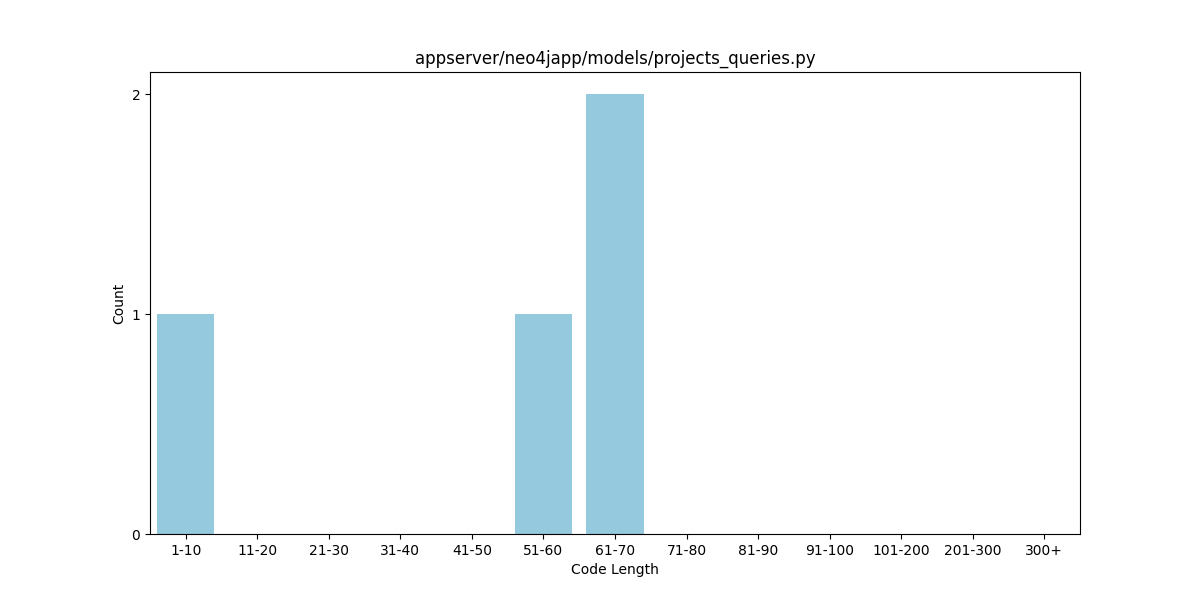 appserver/neo4japp/models/projects_queries.py
2
1
0
Count
1-10 11-20 21-30 31-40 41-50 51-60 61-70 71-80 81-90 91-100 101-200 201-300 300+
Code Length